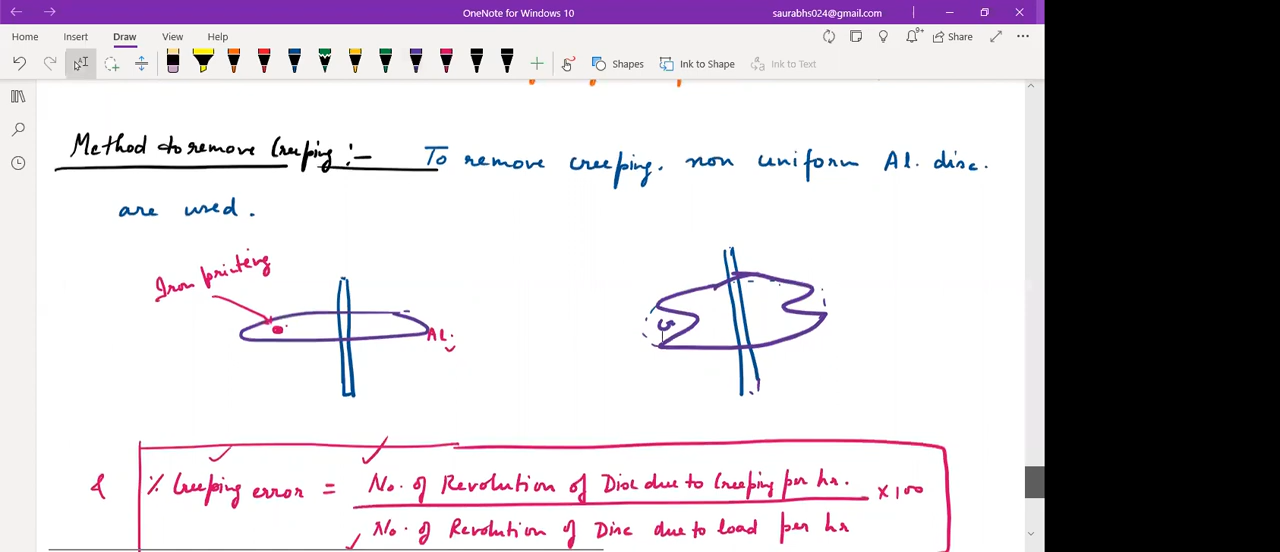 OneNote for Windows 10
saurabhs024@gmail.com
Home Insert Draw View Help
Share
Shapes
Ink to Shape
Ink to Text
Method to remove Creeping :- To remove creeping, non uniform Al. disc.
are used.
Iron printing
Al.
% Creeping error = No. of Revolution of Disc due to Creeping per hr. × 100
No. of Revolution of Disc due to load per hr